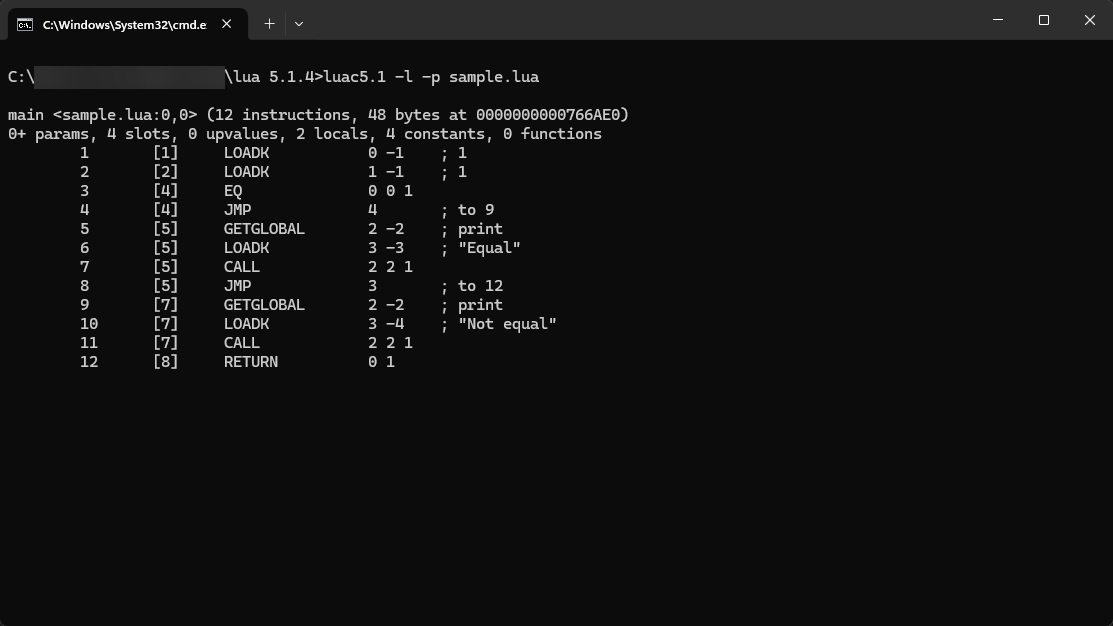 C:\Windows\System32\cmd.e
C:\ \lua 5.1.4>luac5.1 -l -p sample.lua
main <sample.lua:0,0> (12 instructions, 48 bytes at 0000000000766AE0)
0+ params, 4 slots, 0 upvalues, 2 locals, 4 constants, 0 functions
1 [1] LOADK 0 -1 ; 1
2 [2] LOADK 1 -1 ; 1
3 [4] EQ 0 0 1
4 [4] JMP 4 ; to 9
5 [5] GETGLOBAL 2 -2 ; print
6 [5] LOADK 3 -3 ; "Equal"
7 [5] CALL 2 2 1
8 [5] JMP 3 ; to 12
9 [7] GETGLOBAL 2 -2 ; print
10 [7] LOADK 3 -4 ; "Not equal"
11 [7] CALL 2 2 1
12 [8] RETURN 0 1